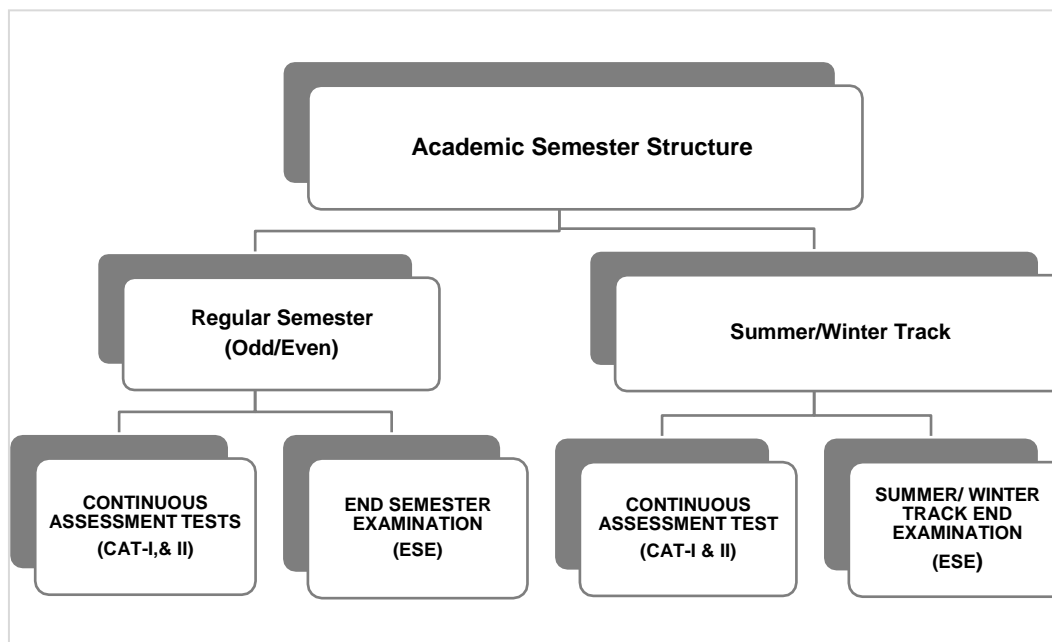 Academic Semester Structure
Regular Semester
(Odd/Even)
Summer/Winter Track
CONTINUOUS
ASSESSMENT TESTS
(CAT-I,& II)
END SEMESTER
EXAMINATION
(ESE)
CONTINUOUS
ASSESSMENT TEST
(CAT-I & II)
SUMMER/ WINTER
TRACK END
EXAMINATION
(ESE)